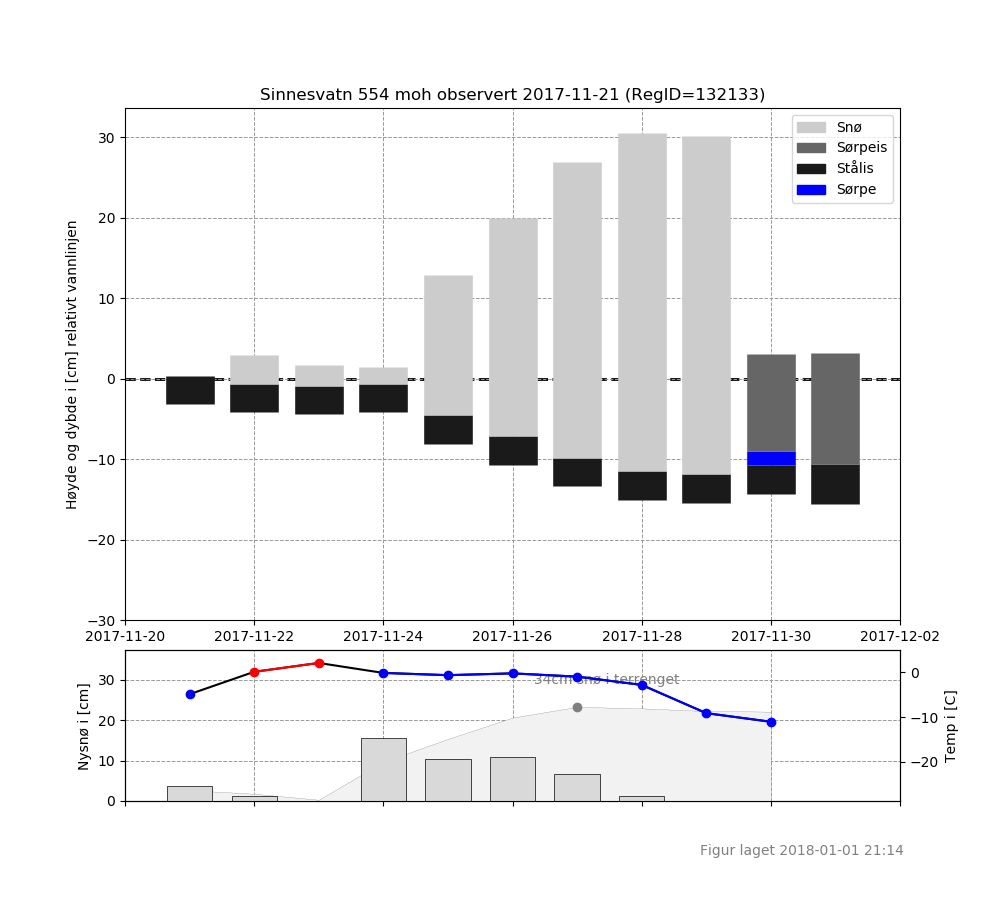 Sinnesvatn 554 moh observert 2017-11-21 (RegID=132133)
Høyde og dybde i [cm] relativt vannlinjen
30
20
10
0
−10
−20
−30
Snø
Sørpeis
Stålis
Sørpe
2017-11-20
2017-11-22
2017-11-24
2017-11-26
2017-11-28
2017-11-30
2017-12-02
Nysnø i [cm]
30
20
10
0
34cm snø i terrenget
0
−10
−20
Temp i [C]
Figur laget 2018-01-01 21:14